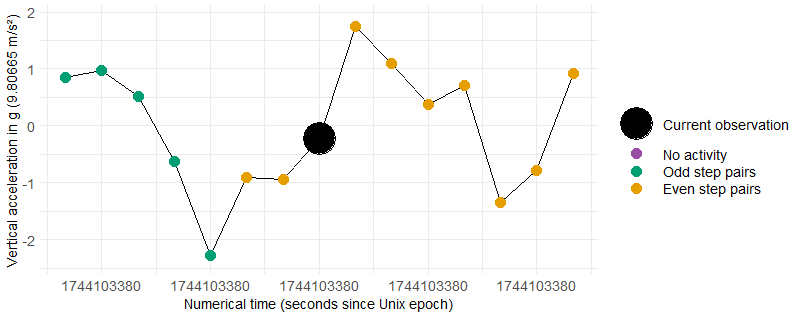 Vertical acceleration in g (9.80665 m/s²)
2
1
0
-1
-2
1744103380 1744103380 1744103380 1744103380 1744103380
Numerical time (seconds since Unix epoch)
Current observation
No activity
Odd step pairs
Even step pairs